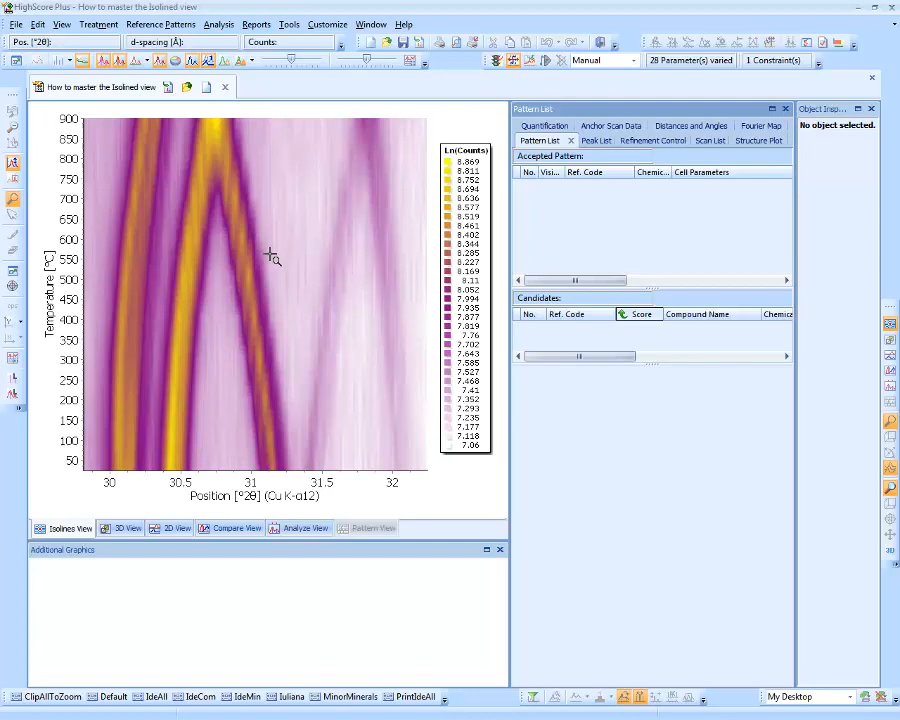 HighScore Plus - How to master the Isolined view
File Edit View Treatment Reference Patterns Analysis Reports Tools Customize Window Help
Pos. [°2θ]: d-spacing [Å]: Counts:
Manual 28 Parameter(s) varied 1 Constraint(s)
How to master the Isolined view
Pattern List
Object Insp...
Quantification Anchor Scan Data Distances and Angles Fourier Map
No object selected.
Pattern List Peak List Refinement Control Scan List Structure Plot
Accepted Pattern:
No. Visi... Ref. Code Chemic... Cell Parameters
Candidates:
No. Ref. Code Score Compound Name Chemica
Temperature [°C]
900
850
800
750
700
650
600
550
500
450
400
350
300
250
200
150
100
50
30 30.5 31 31.5 32
Position [°2θ] (Cu K-a12)
Ln(Counts)
8.869
8.811
8.752
8.694
8.636
8.577
8.519
8.461
8.402
8.344
8.285
8.227
8.169
8.11
8.052
7.994
7.935
7.877
7.819
7.76
7.702
7.643
7.585
7.527
7.468
7.41
7.352
7.293
7.235
7.177
7.118
7.06
Isolines View 3D View 2D View Compare View Analyze View Pattern View
Additional Graphics
3D
ClipAllToZoom Default IdeAll IdeCom IdeMin Iuliana MinorMinerals PrintIdeAll My Desktop